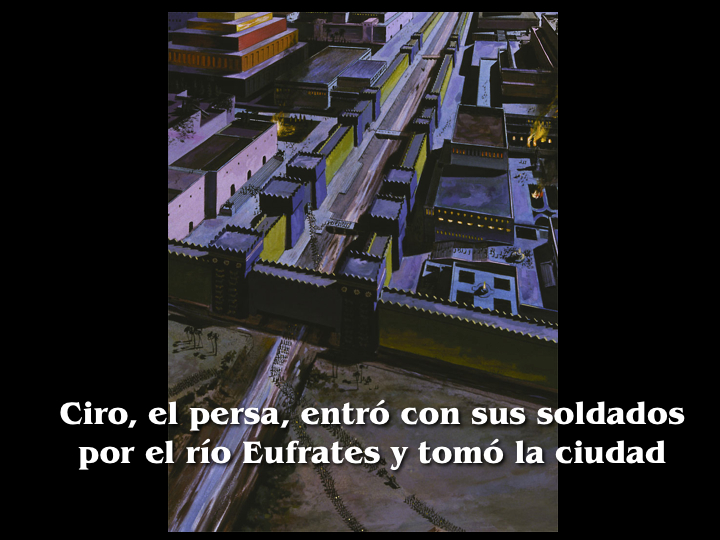 Ciro, el persa, entró con sus soldados
por el río Eufrates y tomó la ciudad